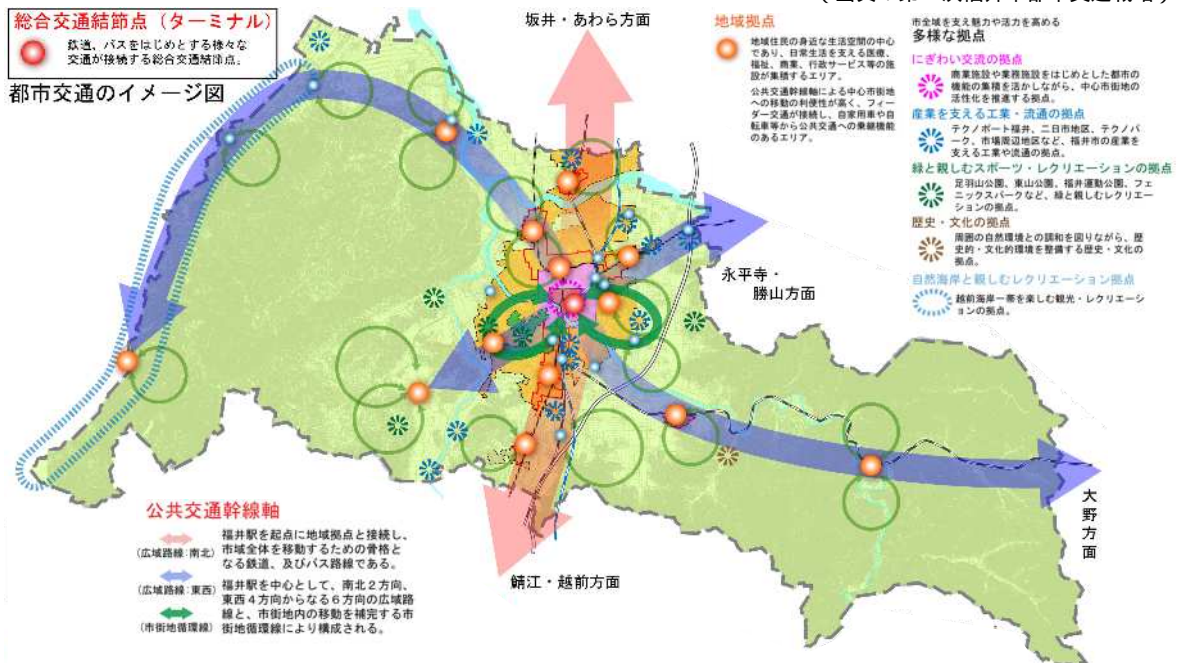 総合交通結節点（ターミナル）
鉄道、バスをはじめとする様々な
交通が接続する総合交通結節点。
都市交通のイメージ図
坂井・あわら方面
地域拠点
地域住民の身近な生活空間の中心
であり、日常生活を支える医療、
福祉、商業、行政サービス等の施
設が集積するエリア。
公共交通幹線軸による中心市街地
への移動の利便性が高く、フィー
ダー交通が接続し、自家用車や自
転車等から公共交通への乗継機能
のあるエリア。
市全域を支え魅力や活力を高める
多様な拠点
にぎわい交流の拠点
商業施設や業務施設をはじめとした都市の
機能の集積を活かしながら、中心市街地の
活性化を推進する拠点。
産業を支える工業・流通の拠点
テクノポート福井、二日市地区、テクノパ
ーク、市場周辺地区など、福井市の産業を
支える工業や流通の拠点。
緑と親しむスポーツ・レクリエーションの拠点
足羽山公園、東山公園、福井運動公園、フェ
ニックスパークなど、緑と親しむレクリエー
ションの拠点。
歴史・文化の拠点
周囲の自然環境との調和を図りながら、歴
史的・文化的環境を整備する歴史・文化の
拠点。
自然海岸と親しむレクリエーション拠点
越前海岸一帯を楽しむ観光・レクリエーシ
ョンの拠点。
永平寺・
勝山方面
大野方面
鯖江・越前方面
公共交通幹線軸
(広域路線:南北)
福井駅を起点に地域拠点と接続し、
市域全体を移動するための骨格と
なる鉄道、及びバス路線である。
(広域路線:東西)
福井駅を中心として、南北２方向、
東西４方向からなる６方向の広域路
線と、市街地内の移動を補完する市
街地循環線により構成される。
(市街地循環線)